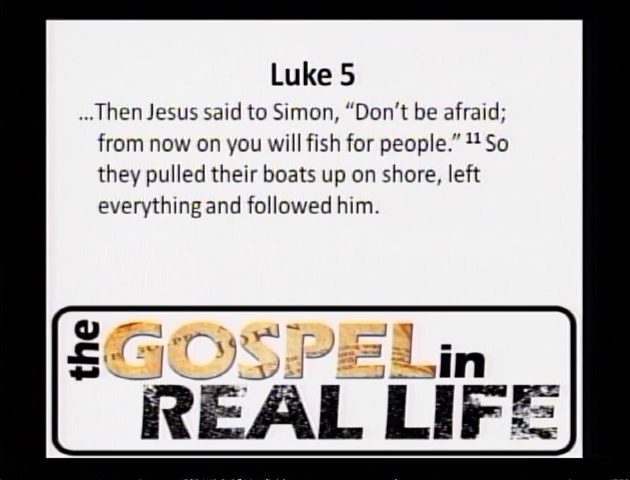 Luke 5
...Then Jesus said to Simon, “Don’t be afraid;
from now on you will fish for people.” 11 So
they pulled their boats up on shore, left
everything and followed him.
the GOSPEL in
REAL LIFE